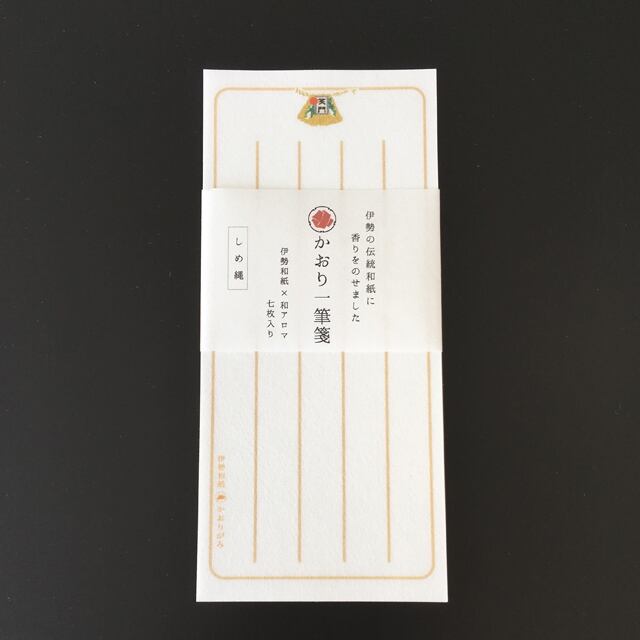 笑門
伊勢の伝統和紙に
香りをのせました
かおり一筆箋
伊勢和紙×和アロマ
七枚入り
しめ縄
伊勢和紙
かおりがみ